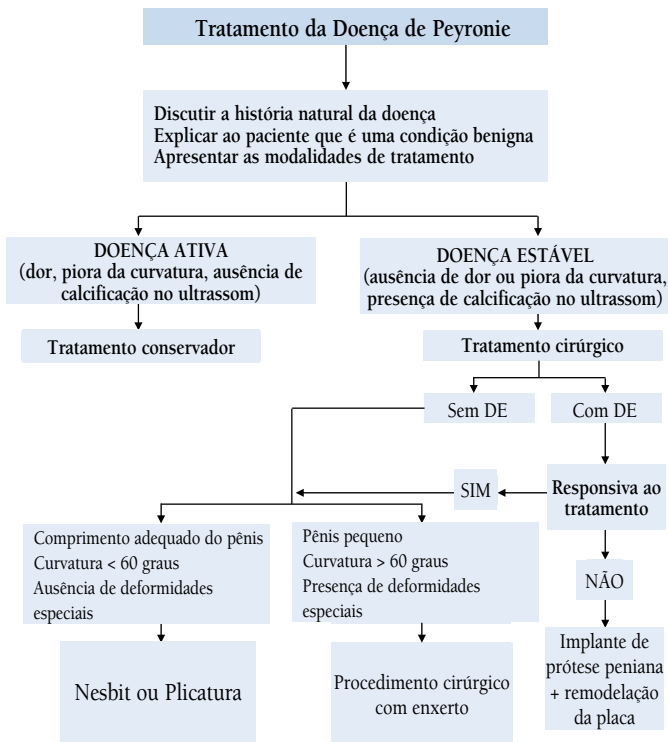 Tratamento da Doença de Peyronie
Discutir a história natural da doença
Explicar ao paciente que é uma condição benigna
Apresentar as modalidades de tratamento
DOENÇA ATIVA
(dor, piora da curvatura, ausência de
calcificação no ultrassom)
DOENÇA ESTÁVEL
(ausência de dor ou piora da curvatura,
presença de calcificação no ultrassom)
Tratamento conservador
Tratamento cirúrgico
Sem DE
Com DE
SIM
Responsiva ao
tratamento
Comprimento adequado do pênis
Curvatura < 60 graus
Ausência de deformidades
especiais
Pênis pequeno
Curvatura > 60 graus
Presença de deformidades
especiais
NÃO
Nesbit ou Plicatura
Procedimento cirúrgico
com enxerto
Implante de
prótese peniana
+ remodelação
da placa